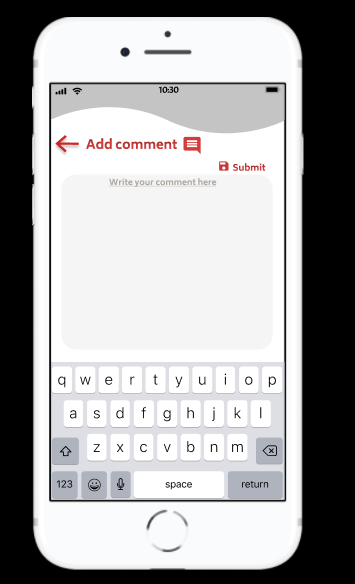 10:30
Add comment
Submit
Write your comment here
q w e r t y u i o p
a s d f g h j k l
z x c v b n m
123 space return